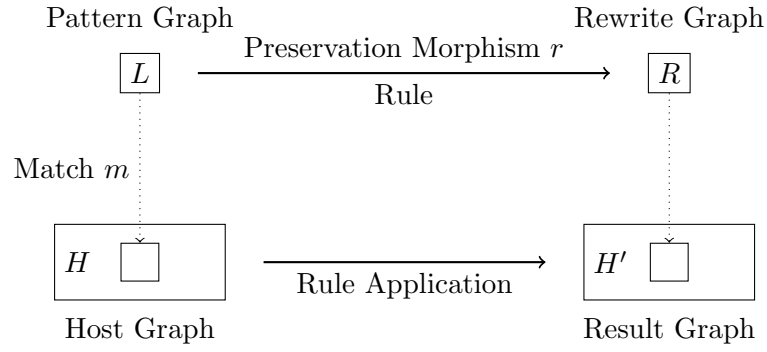 Pattern Graph
Rewrite Graph
Preservation Morphism r
L
R
Rule
Match m
H
H′
Rule Application
Host Graph
Result Graph